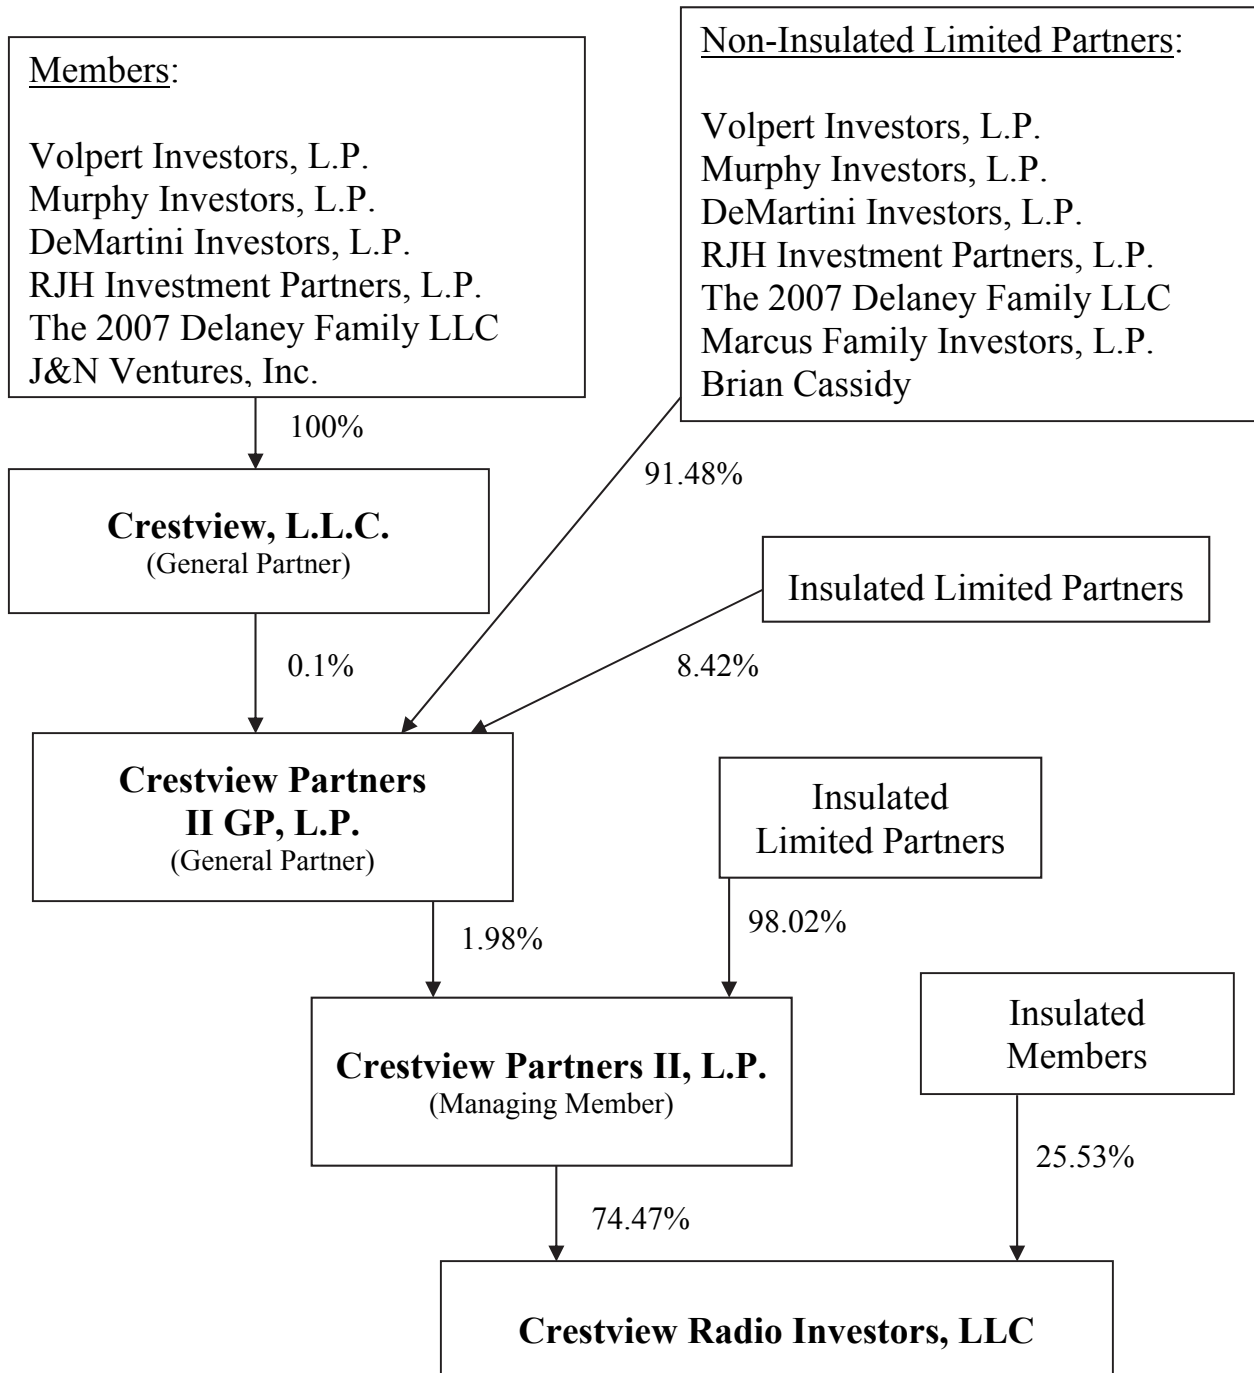 Members:
Volpert Investors, L.P.
Murphy Investors, L.P.
DeMartini Investors, L.P.
RJH Investment Partners, L.P.
The 2007 Delaney Family LLC
J&N Ventures, Inc.
Non-Insulated Limited Partners:
Volpert Investors, L.P.
Murphy Investors, L.P.
DeMartini Investors, L.P.
RJH Investment Partners, L.P.
The 2007 Delaney Family LLC
Marcus Family Investors, L.P.
Brian Cassidy
100%
91.48%
Crestview, L.L.C.
(General Partner)
Insulated Limited Partners
0.1%
8.42%
Crestview Partners
II GP, L.P.
(General Partner)
Insulated
Limited Partners
1.98%
98.02%
Crestview Partners II, L.P.
(Managing Member)
Insulated
Members
74.47%
25.53%
Crestview Radio Investors, LLC